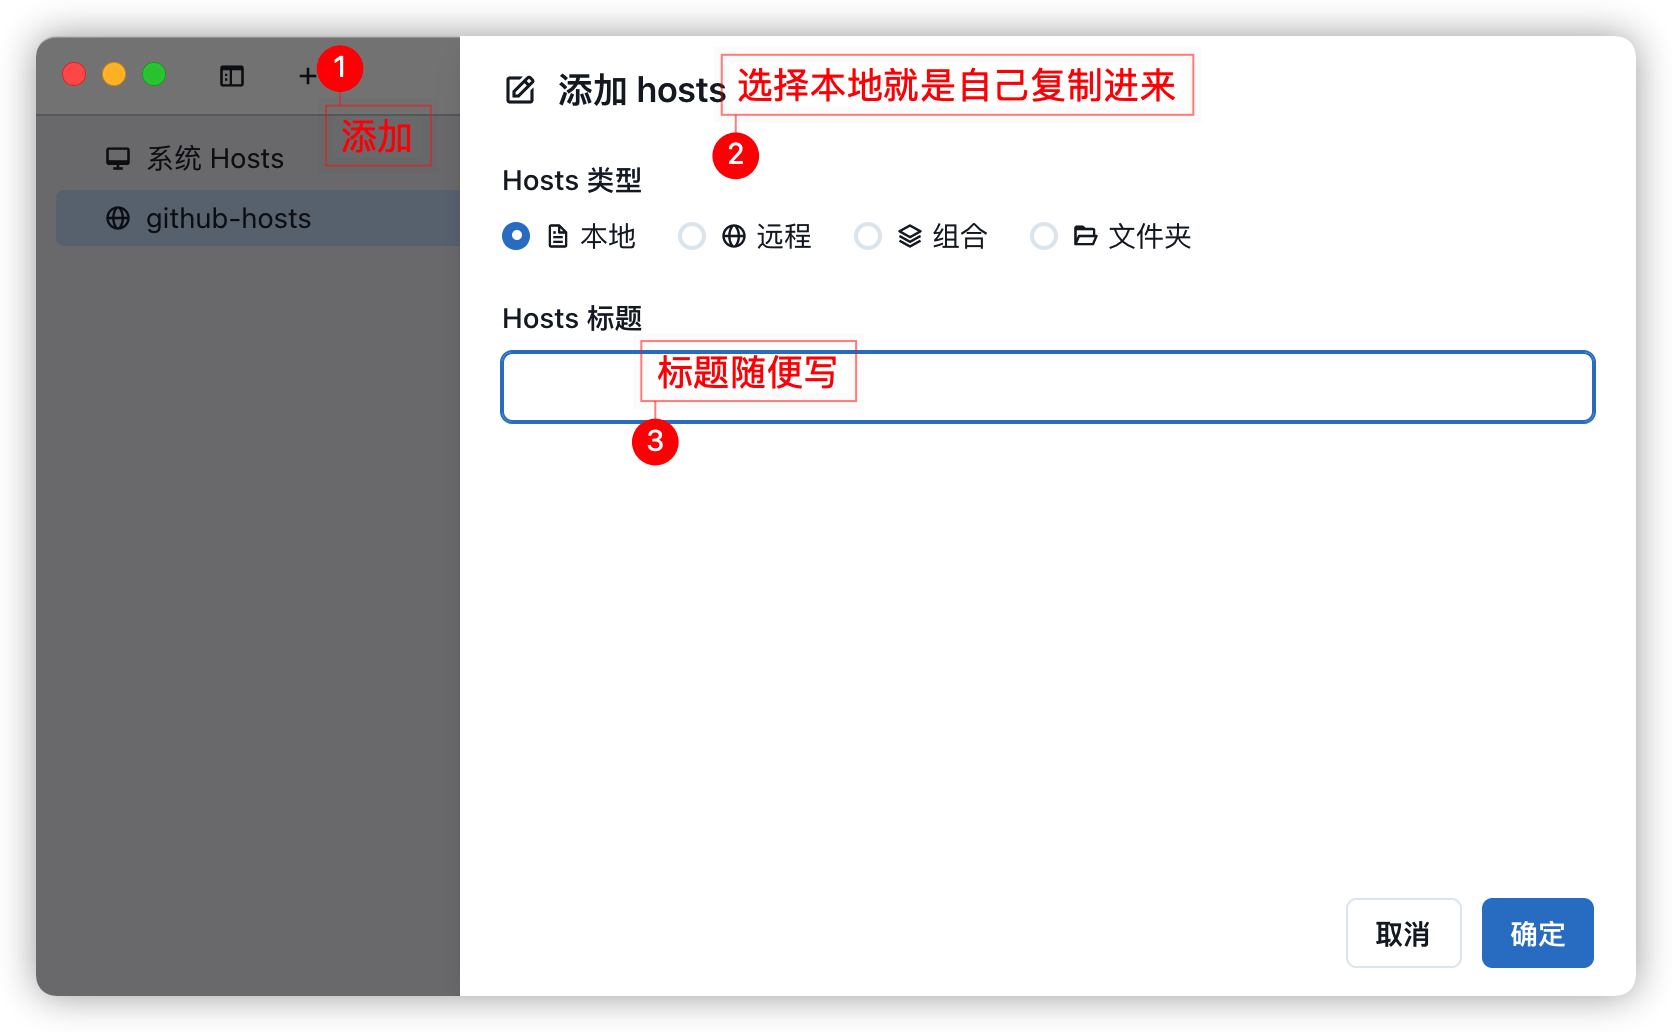 1
添加
系统 Hosts
github-hosts
添加 hosts
选择本地就是自己复制进来
2
Hosts 类型
本地 远程 组合 文件夹
Hosts 标题
标题随便写
3
取消 确定